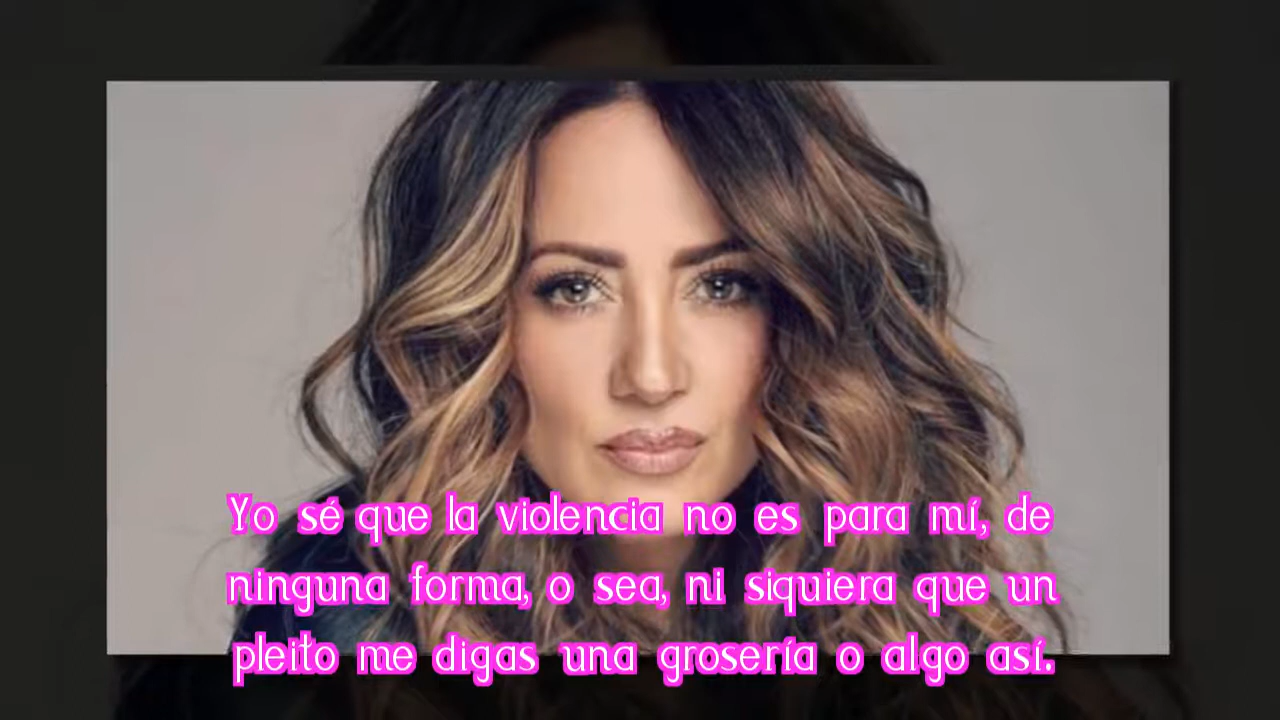 Yo sé que la violencia no es para mí, de
ninguna forma, o sea, ni siquiera que un
pleito me digas una grosería o algo así.